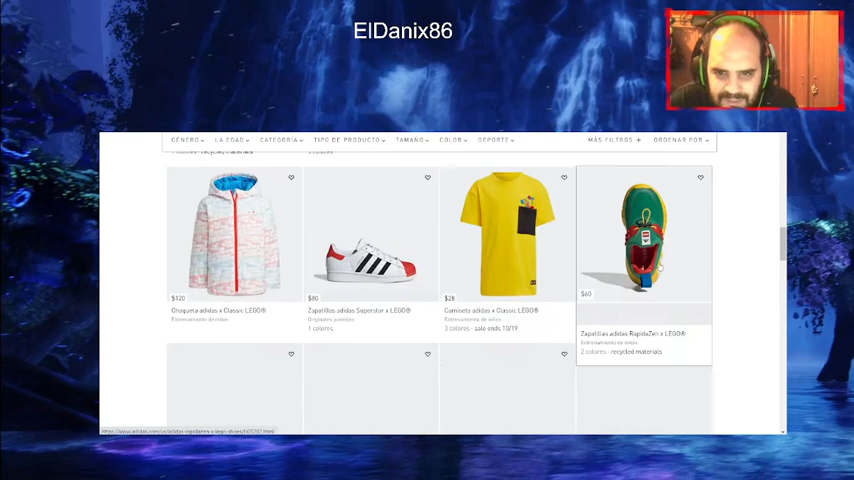 ElDanix86
GÉNERO LA EDAD CATEGORÍA TIPO DE PRODUCTO TAMAÑO COLOR DEPORTE MÁS FILTROS + ORDENAR POR
$120
Chaqueta adidas x Classic LEGO®
Entrenamiento de niños
$80
Zapatillas adidas Superstar x LEGO®
Originales juveniles
1 colores
$28
Camiseta adidas x Classic LEGO®
Entrenamiento de niños
3 colores - sale ends 10/19
$60
Zapatillas adidas RapidaZen x LEGO®
Entrenamiento de niños
2 colores - recycled materials